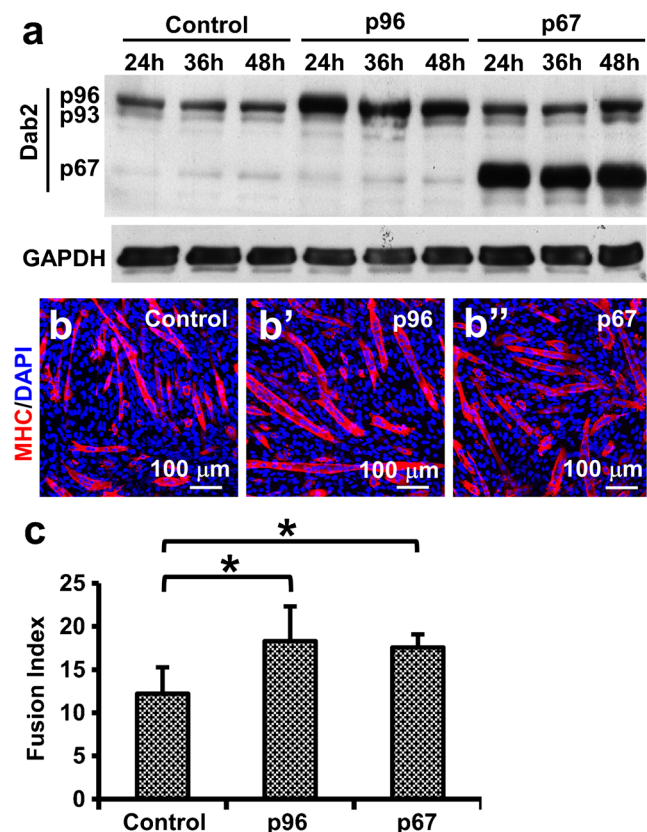 a
Control p96 p67
24h 36h 48h 24h 36h 48h 24h 36h 48h
Dab2
p96
p93
p67
GAPDH
MHC/DAPI
b Control
100 μm
b' p96
100 μm
b" p67
100 μm
c
*
*
Fusion Index
25
20
15
10
5
0
Control p96 p67